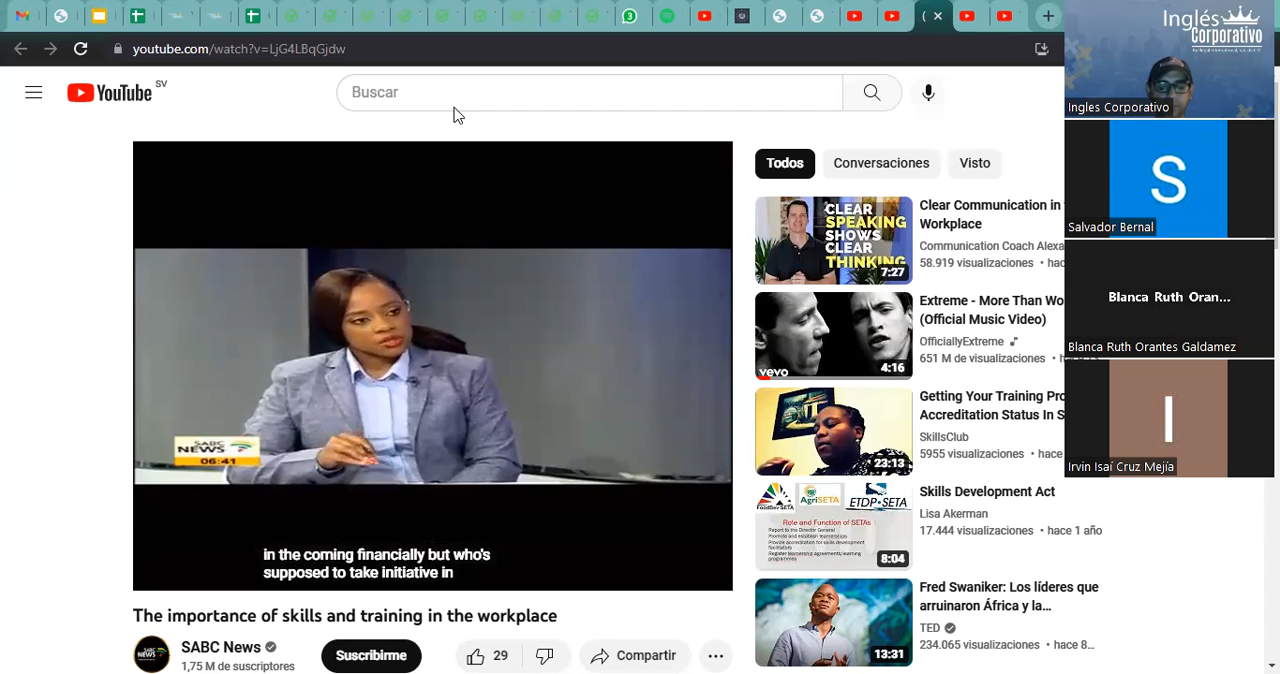 3
(
youtube.com/watch?v=LjG4LBqGjdw
YouTube SV
Buscar
Todos
Conversaciones
Visto
SABC
NEWS
06:41
in the coming financially but who's
supposed to take initiative in
The importance of skills and training in the workplace
SABC News
1,75 M de suscriptores
Suscribirme
29
Compartir
CLEAR
SPEAKING
SHOWS
CLEAR
THINKING
7:27
Clear Communication in
Workplace
Communication Coach Alexa
58.919 visualizaciones •
vevo
4:16
Extreme - More Than Wo
(Official Music Video)
OfficiallyExtreme
651 M de visualizaciones •
23:13
Getting Your Training Pro
Accreditation Status In S
SkillsClub
5955 visualizaciones • hace
AgriSETA
ETDP•SETA
Role and Function of SETAs
8:04
Skills Development Act
Lisa Akerman
17.444 visualizaciones • hace 1 año
13:31
Fred Swaniker: Los líderes que
arruinaron África y la...
TED
234.065 visualizaciones • hace 8...
Inglés
Corporativo
Ingles Corporativo
S
Salvador Bernal
Blanca Ruth Oran...
Blanca Ruth Orantes Galdamez
I
Irvin Isaí Cruz Mejía